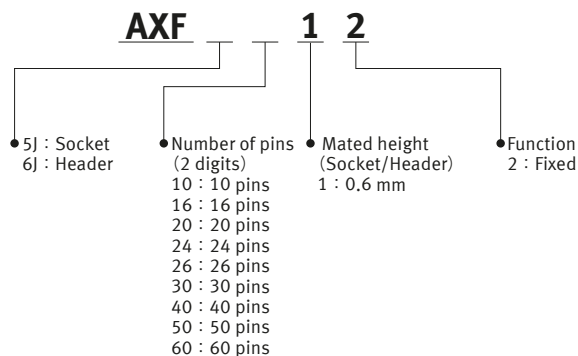 AXF 1 2
5J : Socket
6J : Header
Number of pins
(2 digits)
10 : 10 pins
16 : 16 pins
20 : 20 pins
24 : 24 pins
26 : 26 pins
30 : 30 pins
40 : 40 pins
50 : 50 pins
60 : 60 pins
Mated height
(Socket/Header)
1 : 0.6 mm
Function
2 : Fixed